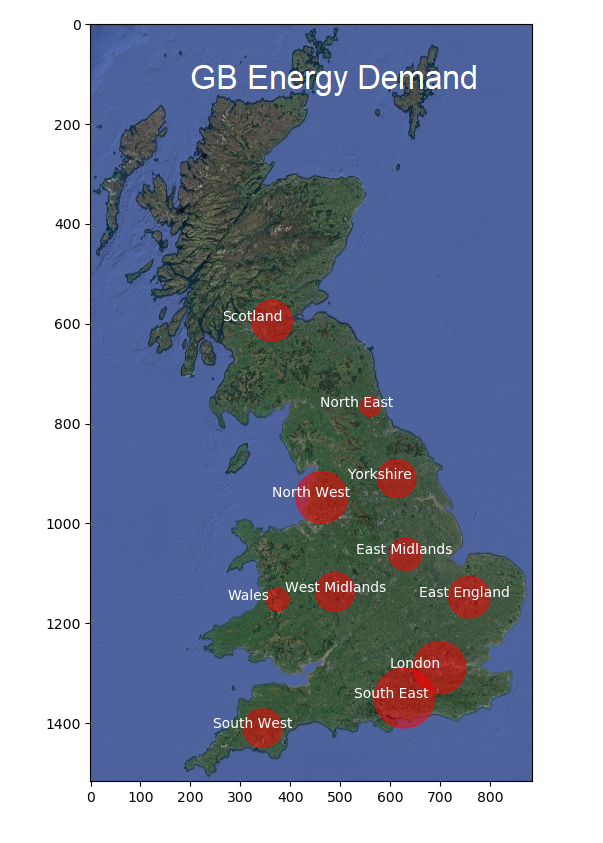 0
GB Energy Demand
200
400
Scotland
600
North East
800
Yorkshire
North West
1000
East Midlands
West Midlands
Wales
East England
1200
London
South East
South West
1400
0 100 200 300 400 500 600 700 800